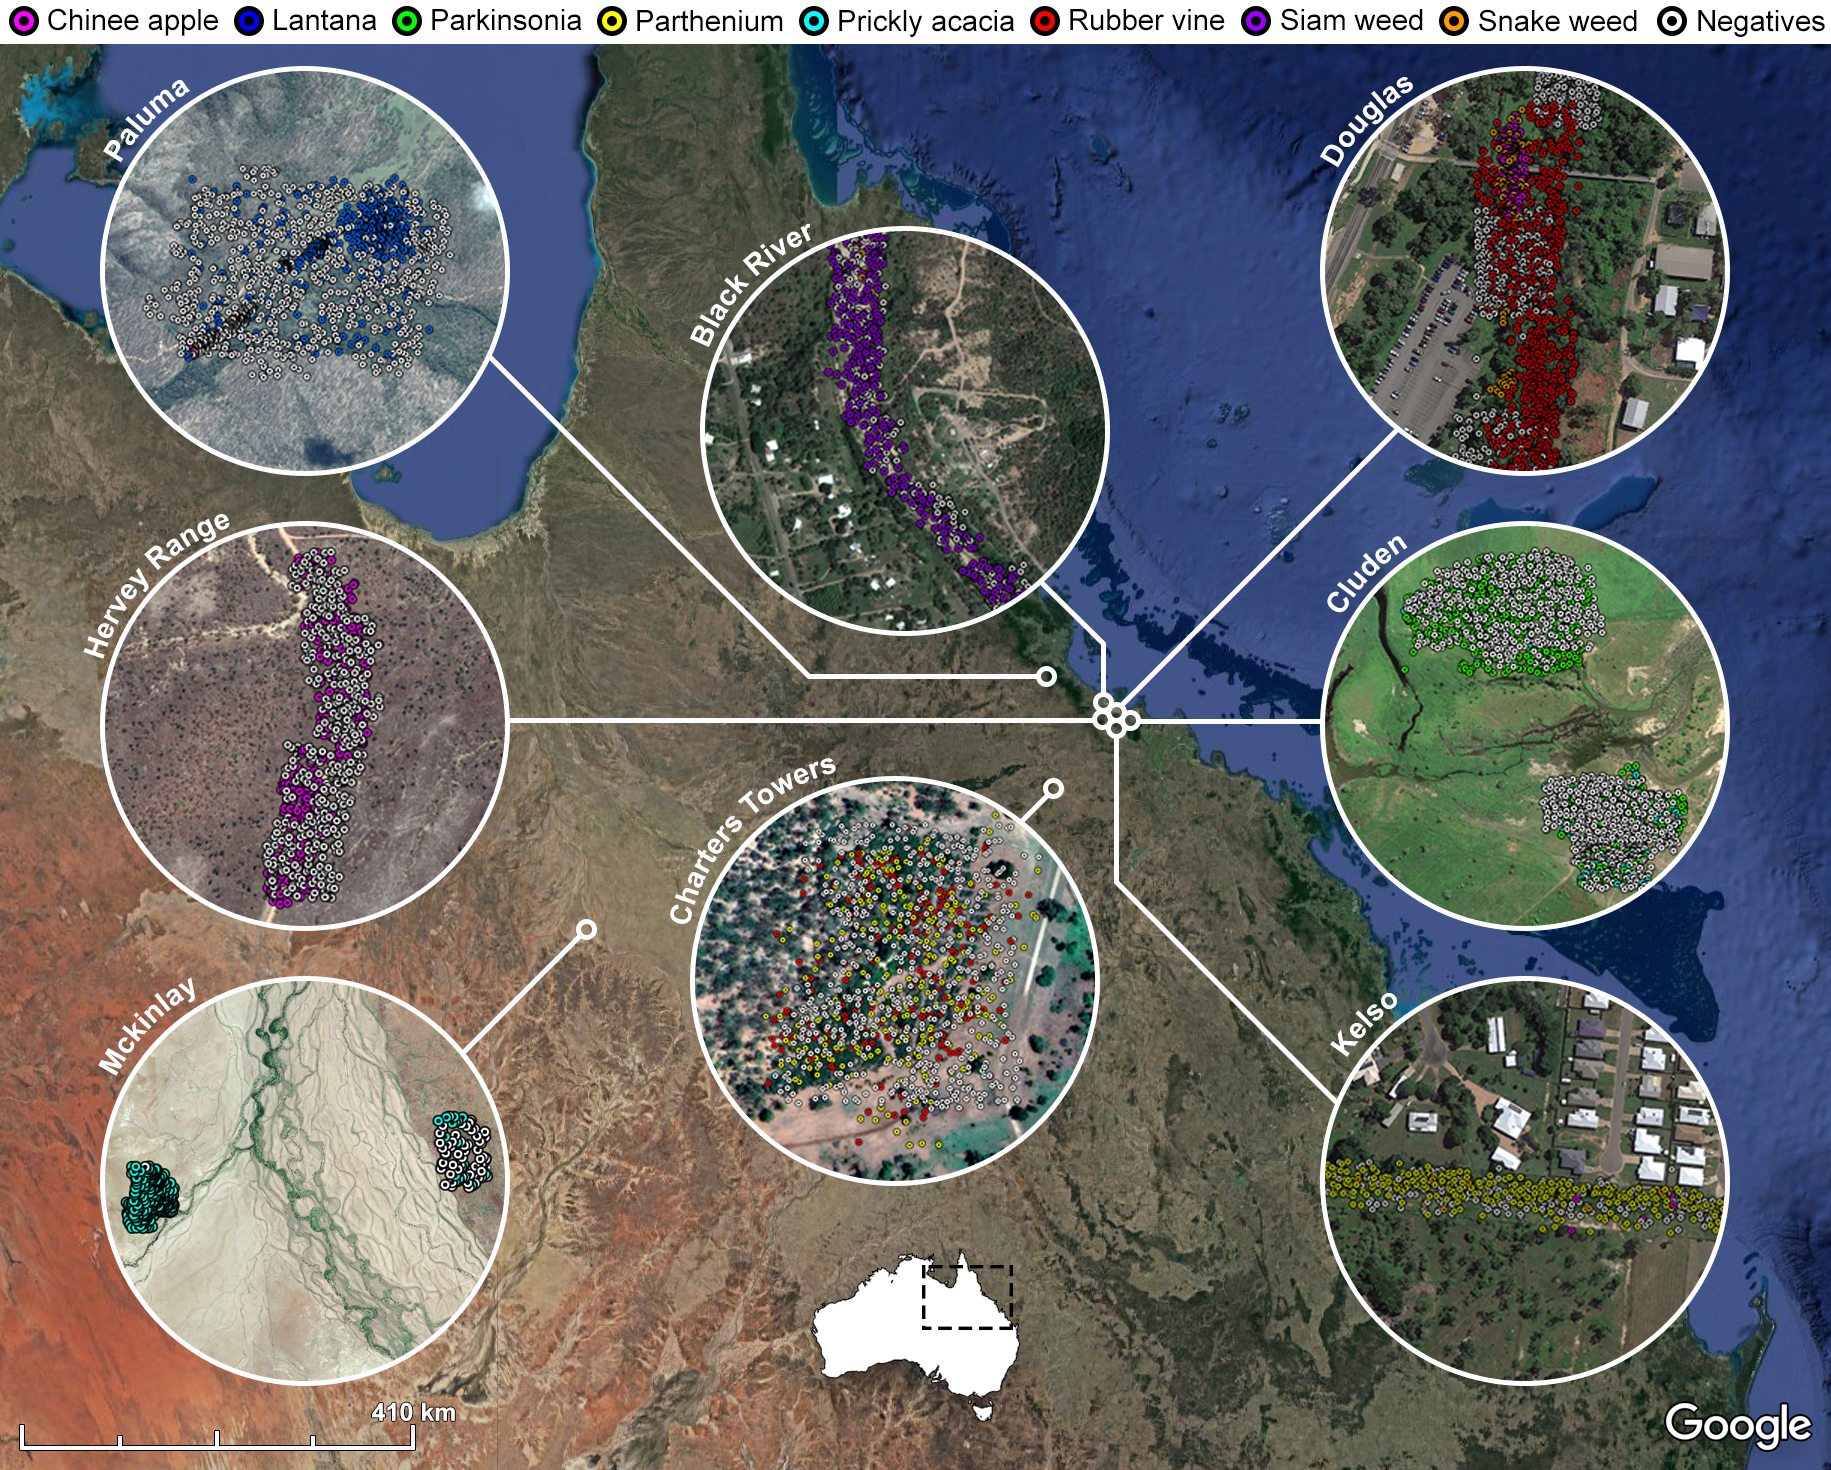 Chinee apple Lantana Parkinsonia Parthenium Prickly acacia Rubber vine Siam weed Snake weed Negatives
Paluma
Douglas
Black River
Hervey Range
Cluden
Charters Towers
Mckinlay
Kelso
410 km
Google